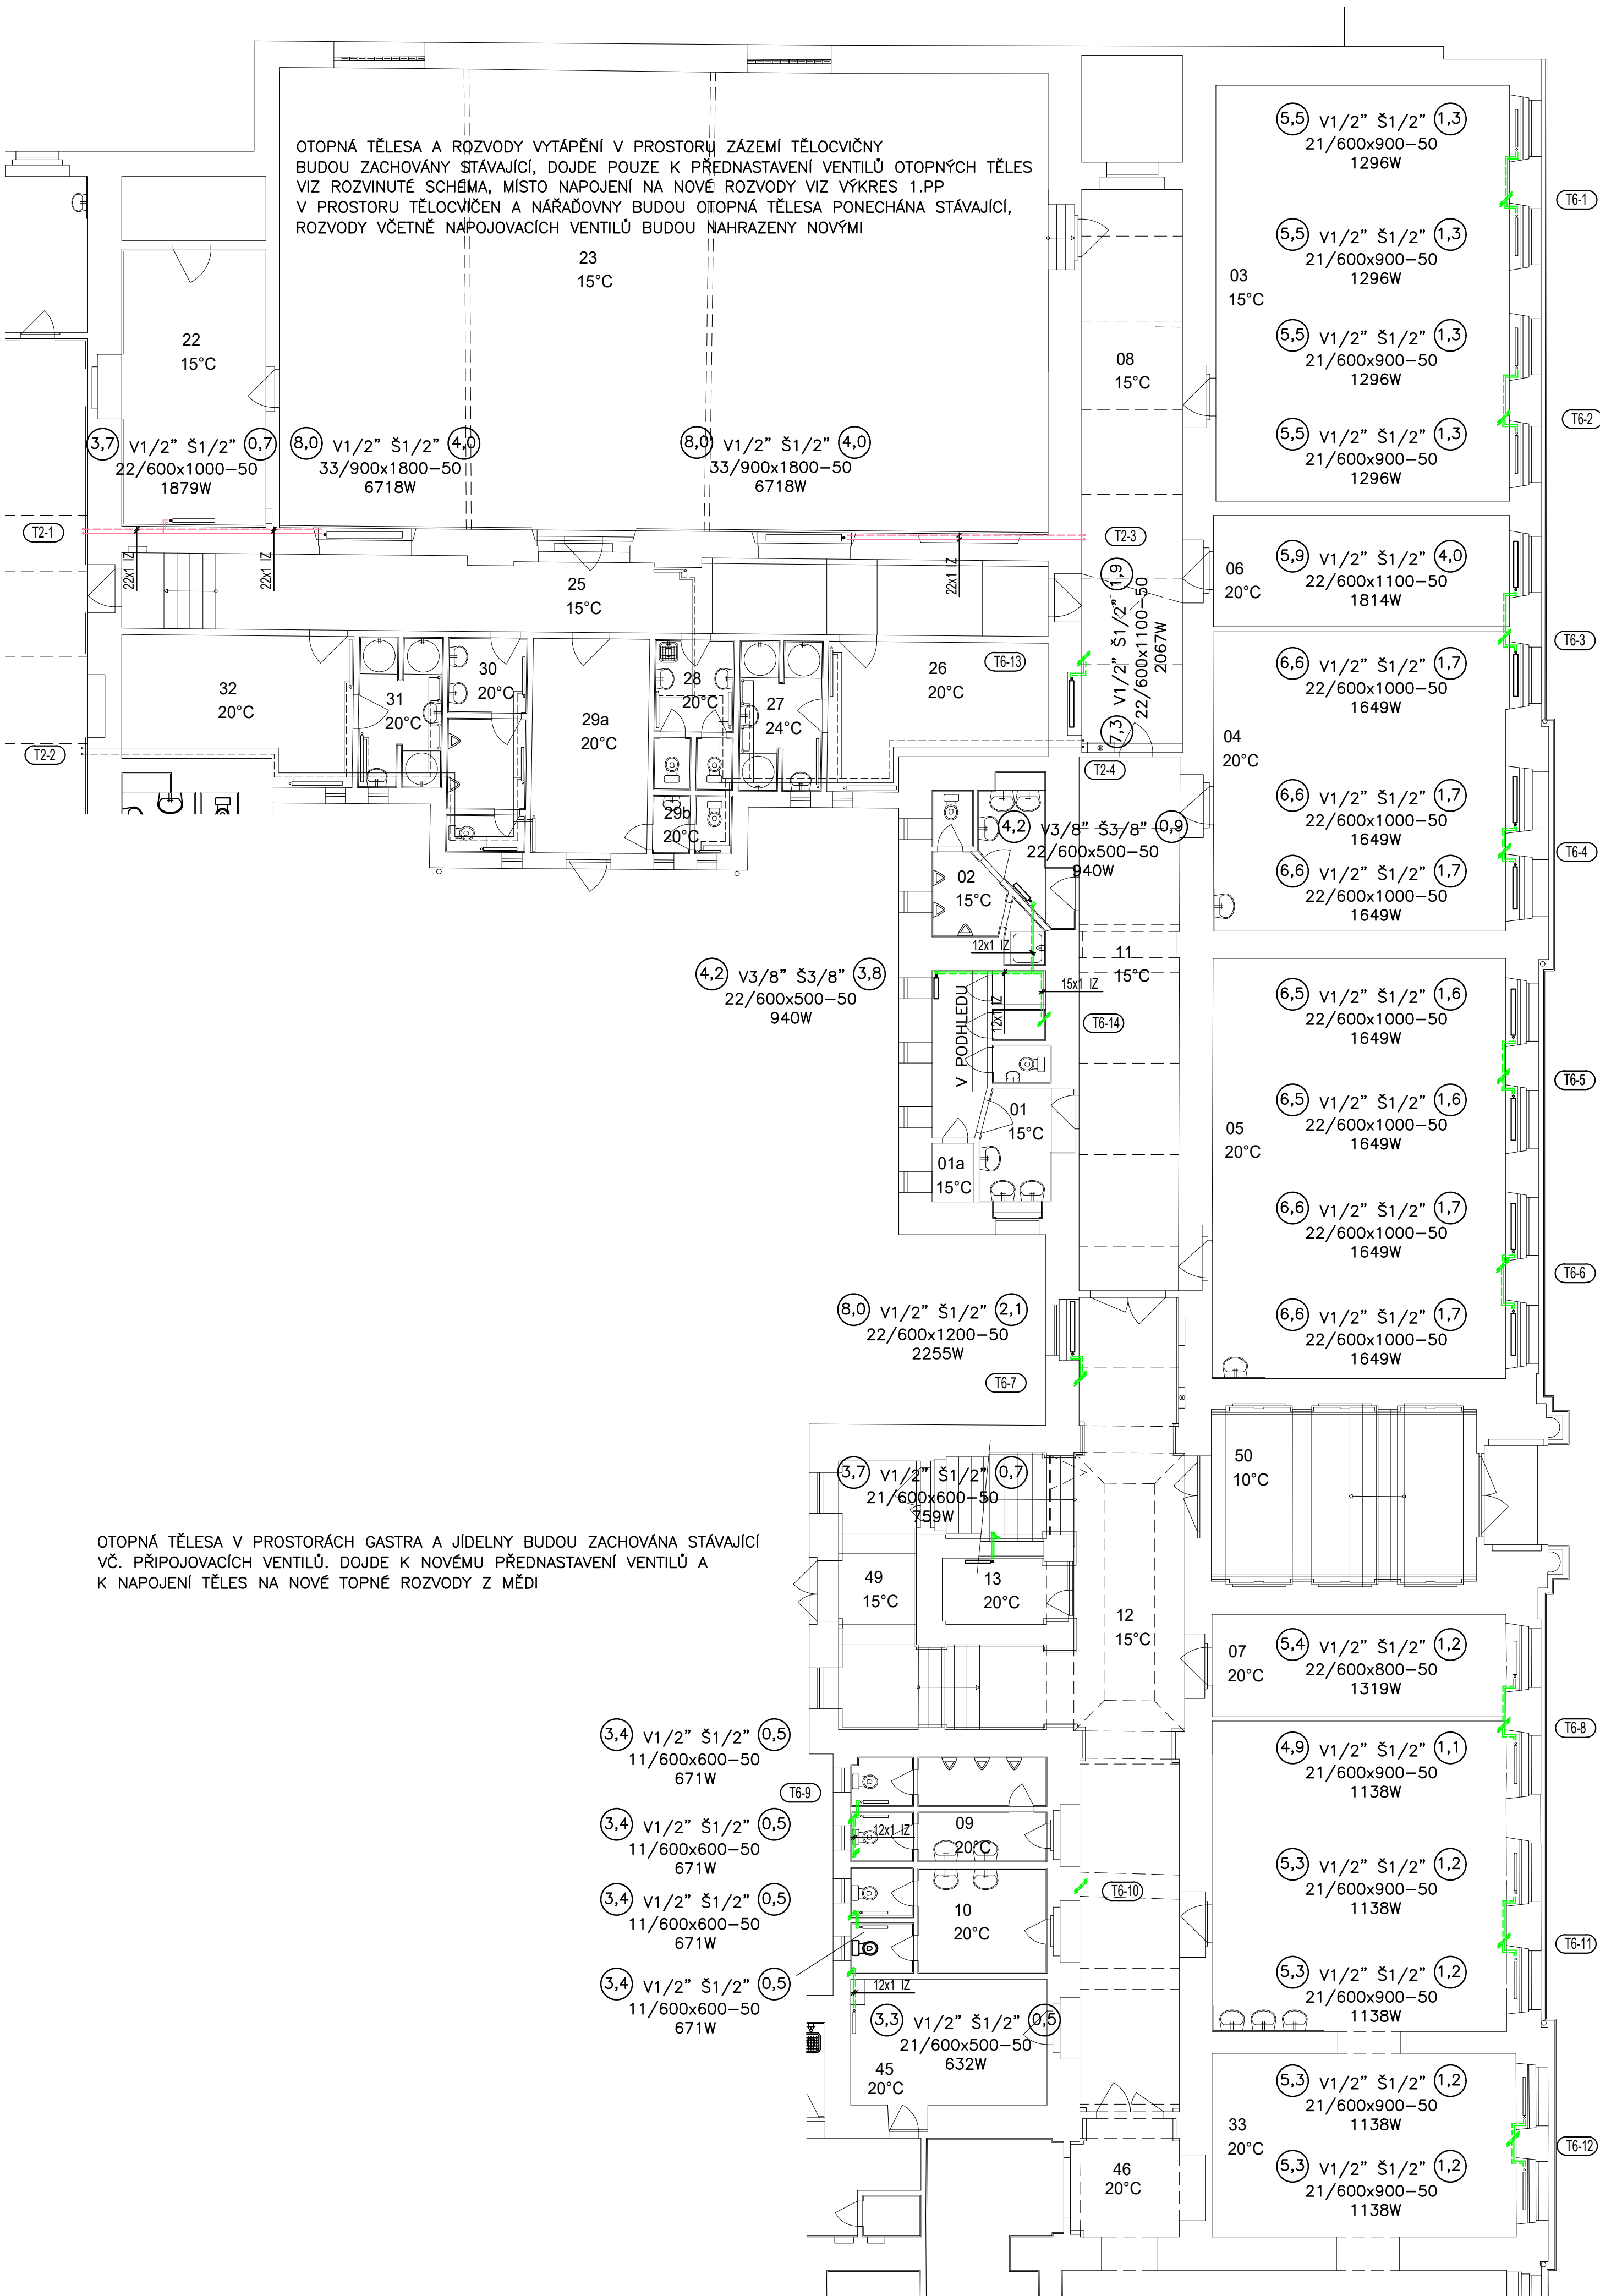 OTOPNÁ TĚLESA A ROZVODY VYTÁPĚNÍ V PROSTORU ZÁZEMÍ TĚLOCVIČNY
BUDOU ZACHOVÁNY STÁVAJÍCÍ, DOJDE POUZE K PŘEDNASTAVENÍ VENTILŮ OTOPNÝCH TĚLES
VIZ ROZVINUTÉ SCHÉMA, MÍSTO NAPOJENÍ NA NOVÉ ROZVODY VIZ VÝKRES 1.PP
V PROSTORU TĚLOCVIČEN A NÁŘAĎOVNY BUDOU OTOPNÁ TĚLESA PONECHÁNA STÁVAJÍCÍ,
ROZVODY VČETNĚ NAPOJOVACÍCH VENTILŮ BUDOU NAHRAZENY NOVÝMI
23
15°C
22
15°C
3,7 V1/2" Š1/2" 0,7
22/600x1000-50
1879W
8,0 V1/2" Š1/2" 4,0
33/900x1800-50
6718W
8,0 V1/2" Š1/2" 4,0
33/900x1800-50
6718W
T2-1
22x1 IZ
22x1 IZ
22x1 IZ
T2-3
08
15°C
5,5 V1/2" Š1/2" 1,3
21/600x900-50
1296W
T6-1
5,5 V1/2" Š1/2" 1,3
21/600x900-50
1296W
03
15°C
5,5 V1/2" Š1/2" 1,3
21/600x900-50
1296W
T6-2
5,5 V1/2" Š1/2" 1,3
21/600x900-50
1296W
06
20°C
5,9 V1/2" Š1/2" 4,0
22/600x1100-50
1814W
T6-3
25
15°C
7,3 V1/2" Š1/2" 1,9
22/600x1100-50
2067W
T6-13
32
20°C
31
20°C
30
20°C
29a
20°C
28
20°C
27
24°C
26
20°C
29b
20°C
T2-2
T2-4
6,6 V1/2" Š1/2" 1,7
22/600x1000-50
1649W
04
20°C
6,6 V1/2" Š1/2" 1,7
22/600x1000-50
1649W
T6-4
6,6 V1/2" Š1/2" 1,7
22/600x1000-50
1649W
4,2 V3/8" Š3/8" 0,9
22/600x500-50
940W
02
15°C
12x1 IZ
11
15°C
4,2 V3/8" Š3/8" 3,8
22/600x500-50
940W
15x1 IZ
12x1 IZ
V PODHLEDU
T6-14
01
15°C
01a
15°C
6,5 V1/2" Š1/2" 1,6
22/600x1000-50
1649W
T6-5
6,5 V1/2" Š1/2" 1,6
22/600x1000-50
1649W
05
20°C
6,6 V1/2" Š1/2" 1,7
22/600x1000-50
1649W
T6-6
6,6 V1/2" Š1/2" 1,7
22/600x1000-50
1649W
8,0 V1/2" Š1/2" 2,1
22/600x1200-50
2255W
T6-7
50
10°C
3,7 V1/2" Š1/2" 0,7
21/600x600-50
759W
OTOPNÁ TĚLESA V PROSTORÁCH GASTRA A JÍDELNY BUDOU ZACHOVÁNA STÁVAJÍCÍ
VČ. PŘIPOJOVACÍCH VENTILŮ. DOJDE K NOVÉMU PŘEDNASTAVENÍ VENTILŮ A
K NAPOJENÍ TĚLES NA NOVÉ TOPNÉ ROZVODY Z MĚDI
49
15°C
13
20°C
12
15°C
07
20°C
5,4 V1/2" Š1/2" 1,2
22/600x800-50
1319W
T6-8
4,9 V1/2" Š1/2" 1,1
21/600x900-50
1138W
3,4 V1/2" Š1/2" 0,5
11/600x600-50
671W
T6-9
3,4 V1/2" Š1/2" 0,5
11/600x600-50
671W
12x1 IZ
09
20°C
3,4 V1/2" Š1/2" 0,5
11/600x600-50
671W
10
20°C
T6-10
5,3 V1/2" Š1/2" 1,2
21/600x900-50
1138W
T6-11
5,3 V1/2" Š1/2" 1,2
21/600x900-50
1138W
3,4 V1/2" Š1/2" 0,5
11/600x600-50
671W
12x1 IZ
3,3 V1/2" Š1/2" 0,5
21/600x500-50
632W
45
20°C
5,3 V1/2" Š1/2" 1,2
21/600x900-50
1138W
33
20°C
T6-12
5,3 V1/2" Š1/2" 1,2
21/600x900-50
1138W
46
20°C